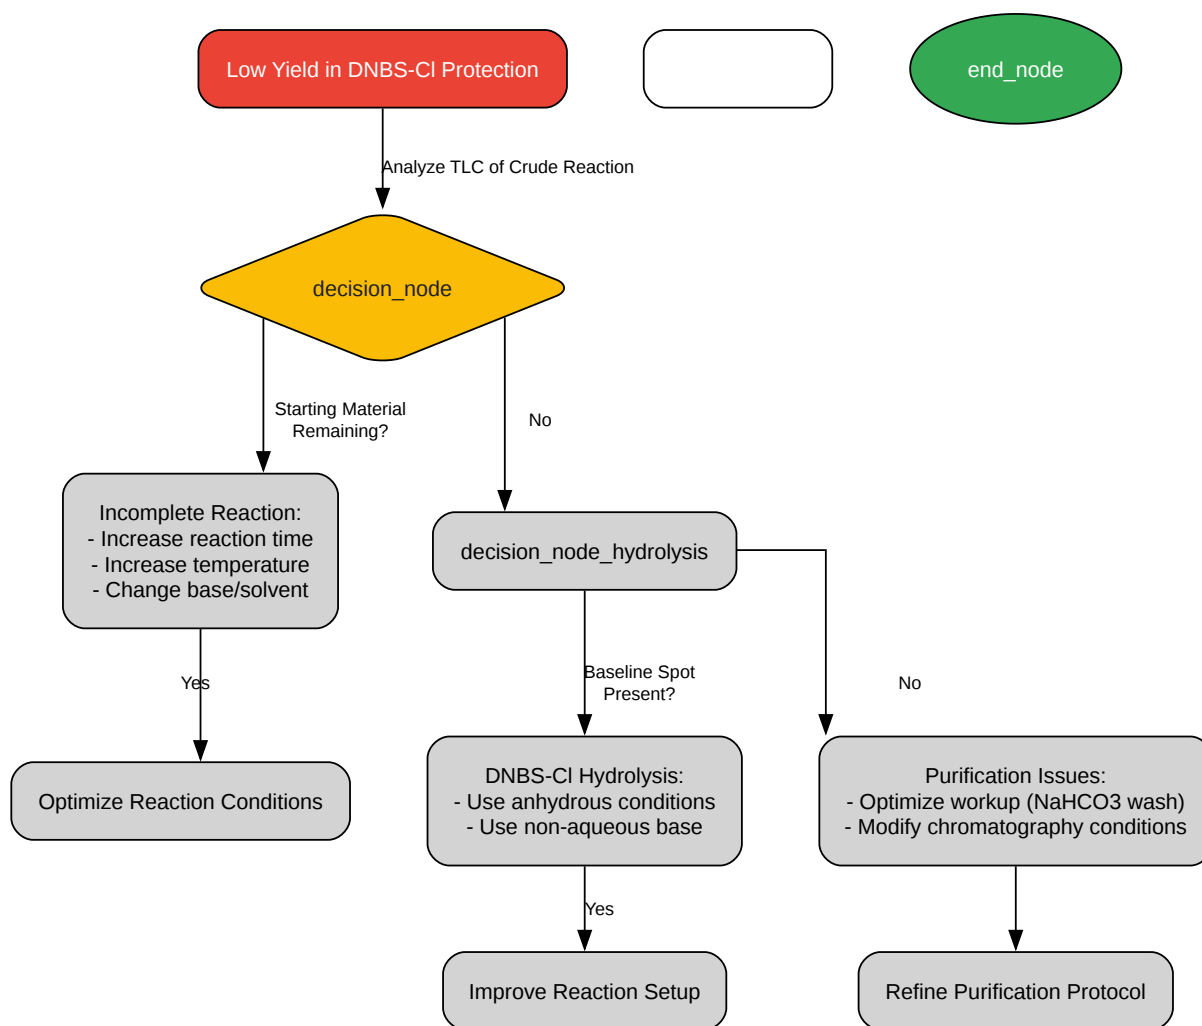 Low Yield in DNBS-Cl Protection
end_node
Analyze TLC of Crude Reaction
decision_node
Starting Material
Remaining?
No
Incomplete Reaction:
- Increase reaction time
- Increase temperature
- Change base/solvent
decision_node_hydrolysis
Yes
Baseline Spot
Present?
No
Optimize Reaction Conditions
DNBS-Cl Hydrolysis:
- Use anhydrous conditions
- Use non-aqueous base
Purification Issues:
- Optimize workup (NaHCO3 wash)
- Modify chromatography conditions
Yes
Improve Reaction Setup
Refine Purification Protocol